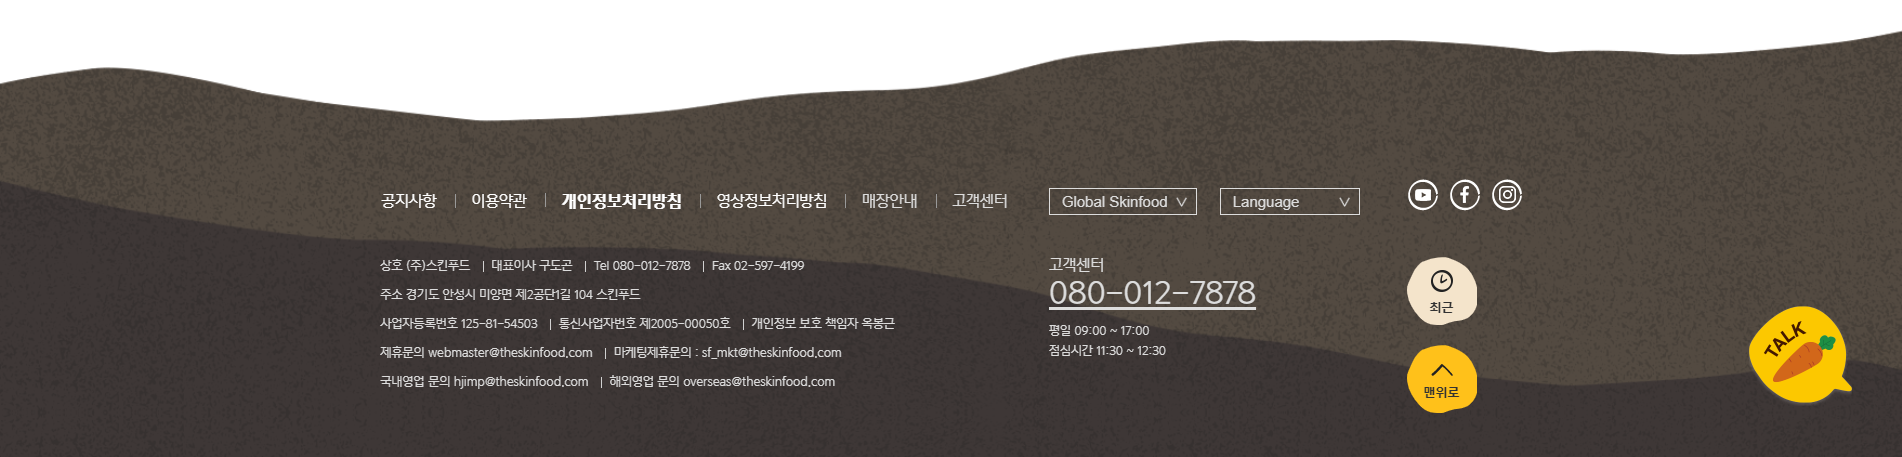 공지사항 | 이용약관 | 개인정보처리방침 | 영상정보처리방침 | 매장안내 | 고객센터
Global Skinfood
Language
상호 (주)스킨푸드 | 대표이사 구도곤 | Tel 080-012-7878 | Fax 02-597-4199
주소 경기도 안성시 미양면 제2공단1길 104 스킨푸드
사업자등록번호 125-81-54503 | 통신사업자번호 제2005-00050호 | 개인정보 보호 책임자 옥봉근
제휴문의 webmaster@theskinfood.com | 마케팅제휴문의 : sf_mkt@theskinfood.com
국내영업 문의 hjimp@theskinfood.com | 해외영업 문의 overseas@theskinfood.com
고객센터
080-012-7878
평일 09:00 ~ 17:00
점심시간 11:30 ~ 12:30
최근
맨위로
TALK